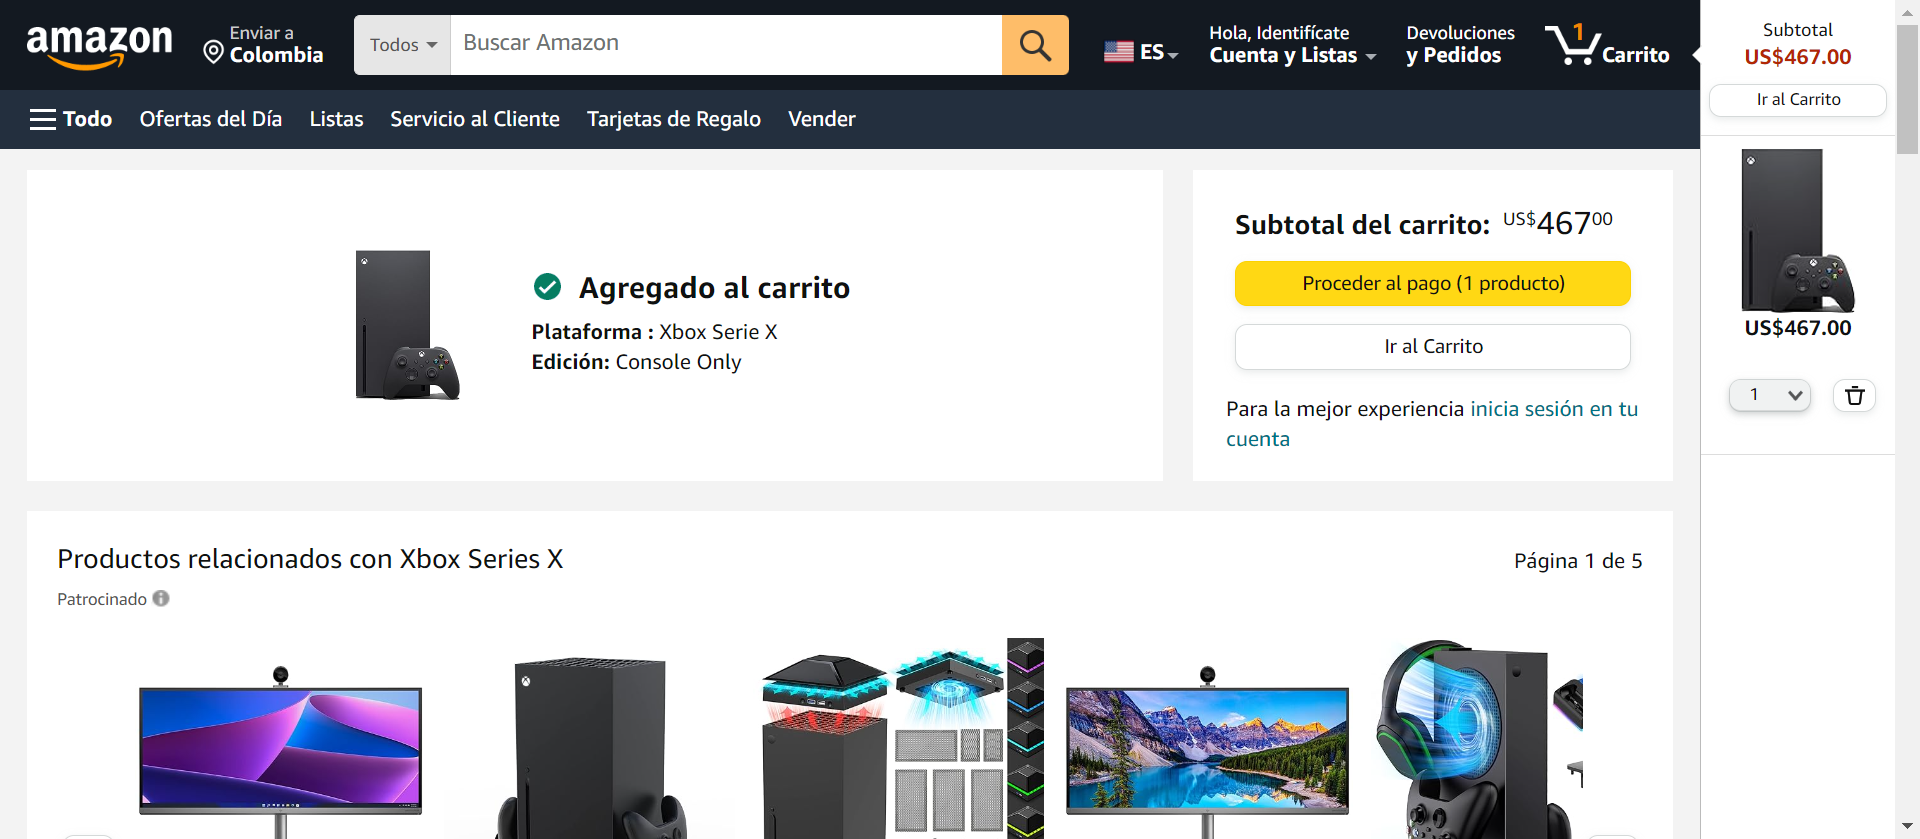 amazon
Enviar a
Colombia
Todos
Buscar Amazon
ES
Hola, Identifícate
Cuenta y Listas
Devoluciones
y Pedidos
1
Carrito
Subtotal
US$467.00
Ir al Carrito
Todo
Ofertas del Día
Listas
Servicio al Cliente
Tarjetas de Regalo
Vender
Agregado al carrito
Plataforma : Xbox Serie X
Edición: Console Only
Subtotal del carrito: US$46700
Proceder al pago (1 producto)
Ir al Carrito
Para la mejor experiencia inicia sesión en tu
cuenta
US$467.00
1
Productos relacionados con Xbox Series X
Página 1 de 5
Patrocinado